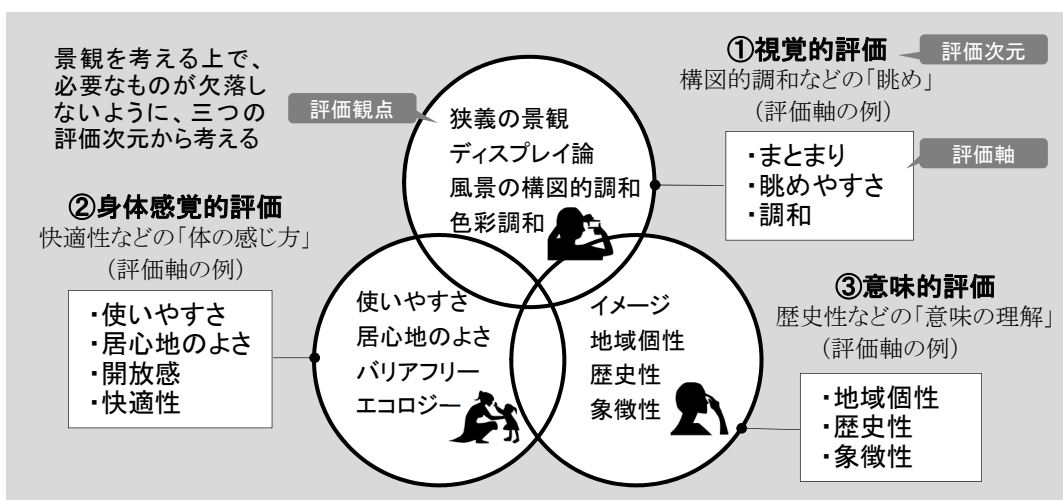 景観を考える上で、
必要なものが欠落し
ないように、三つの
評価次元から考える
①視覚的評価
評価次元
構図的調和などの「眺め」
（評価軸の例）
・まとまり
・眺めやすさ
・調和
評価軸
評価観点
狭義の景観
ディスプレイ論
風景の構図的調和
色彩調和
②身体感覚的評価
快適性などの「体の感じ方」
（評価軸の例）
・使いやすさ
・居心地のよさ
・開放感
・快適性
使いやすさ
居心地のよさ
バリアフリー
エコロジー
イメージ
地域個性
歴史性
象徴性
③意味的評価
歴史性などの「意味の理解」
（評価軸の例）
・地域個性
・歴史性
・象徴性